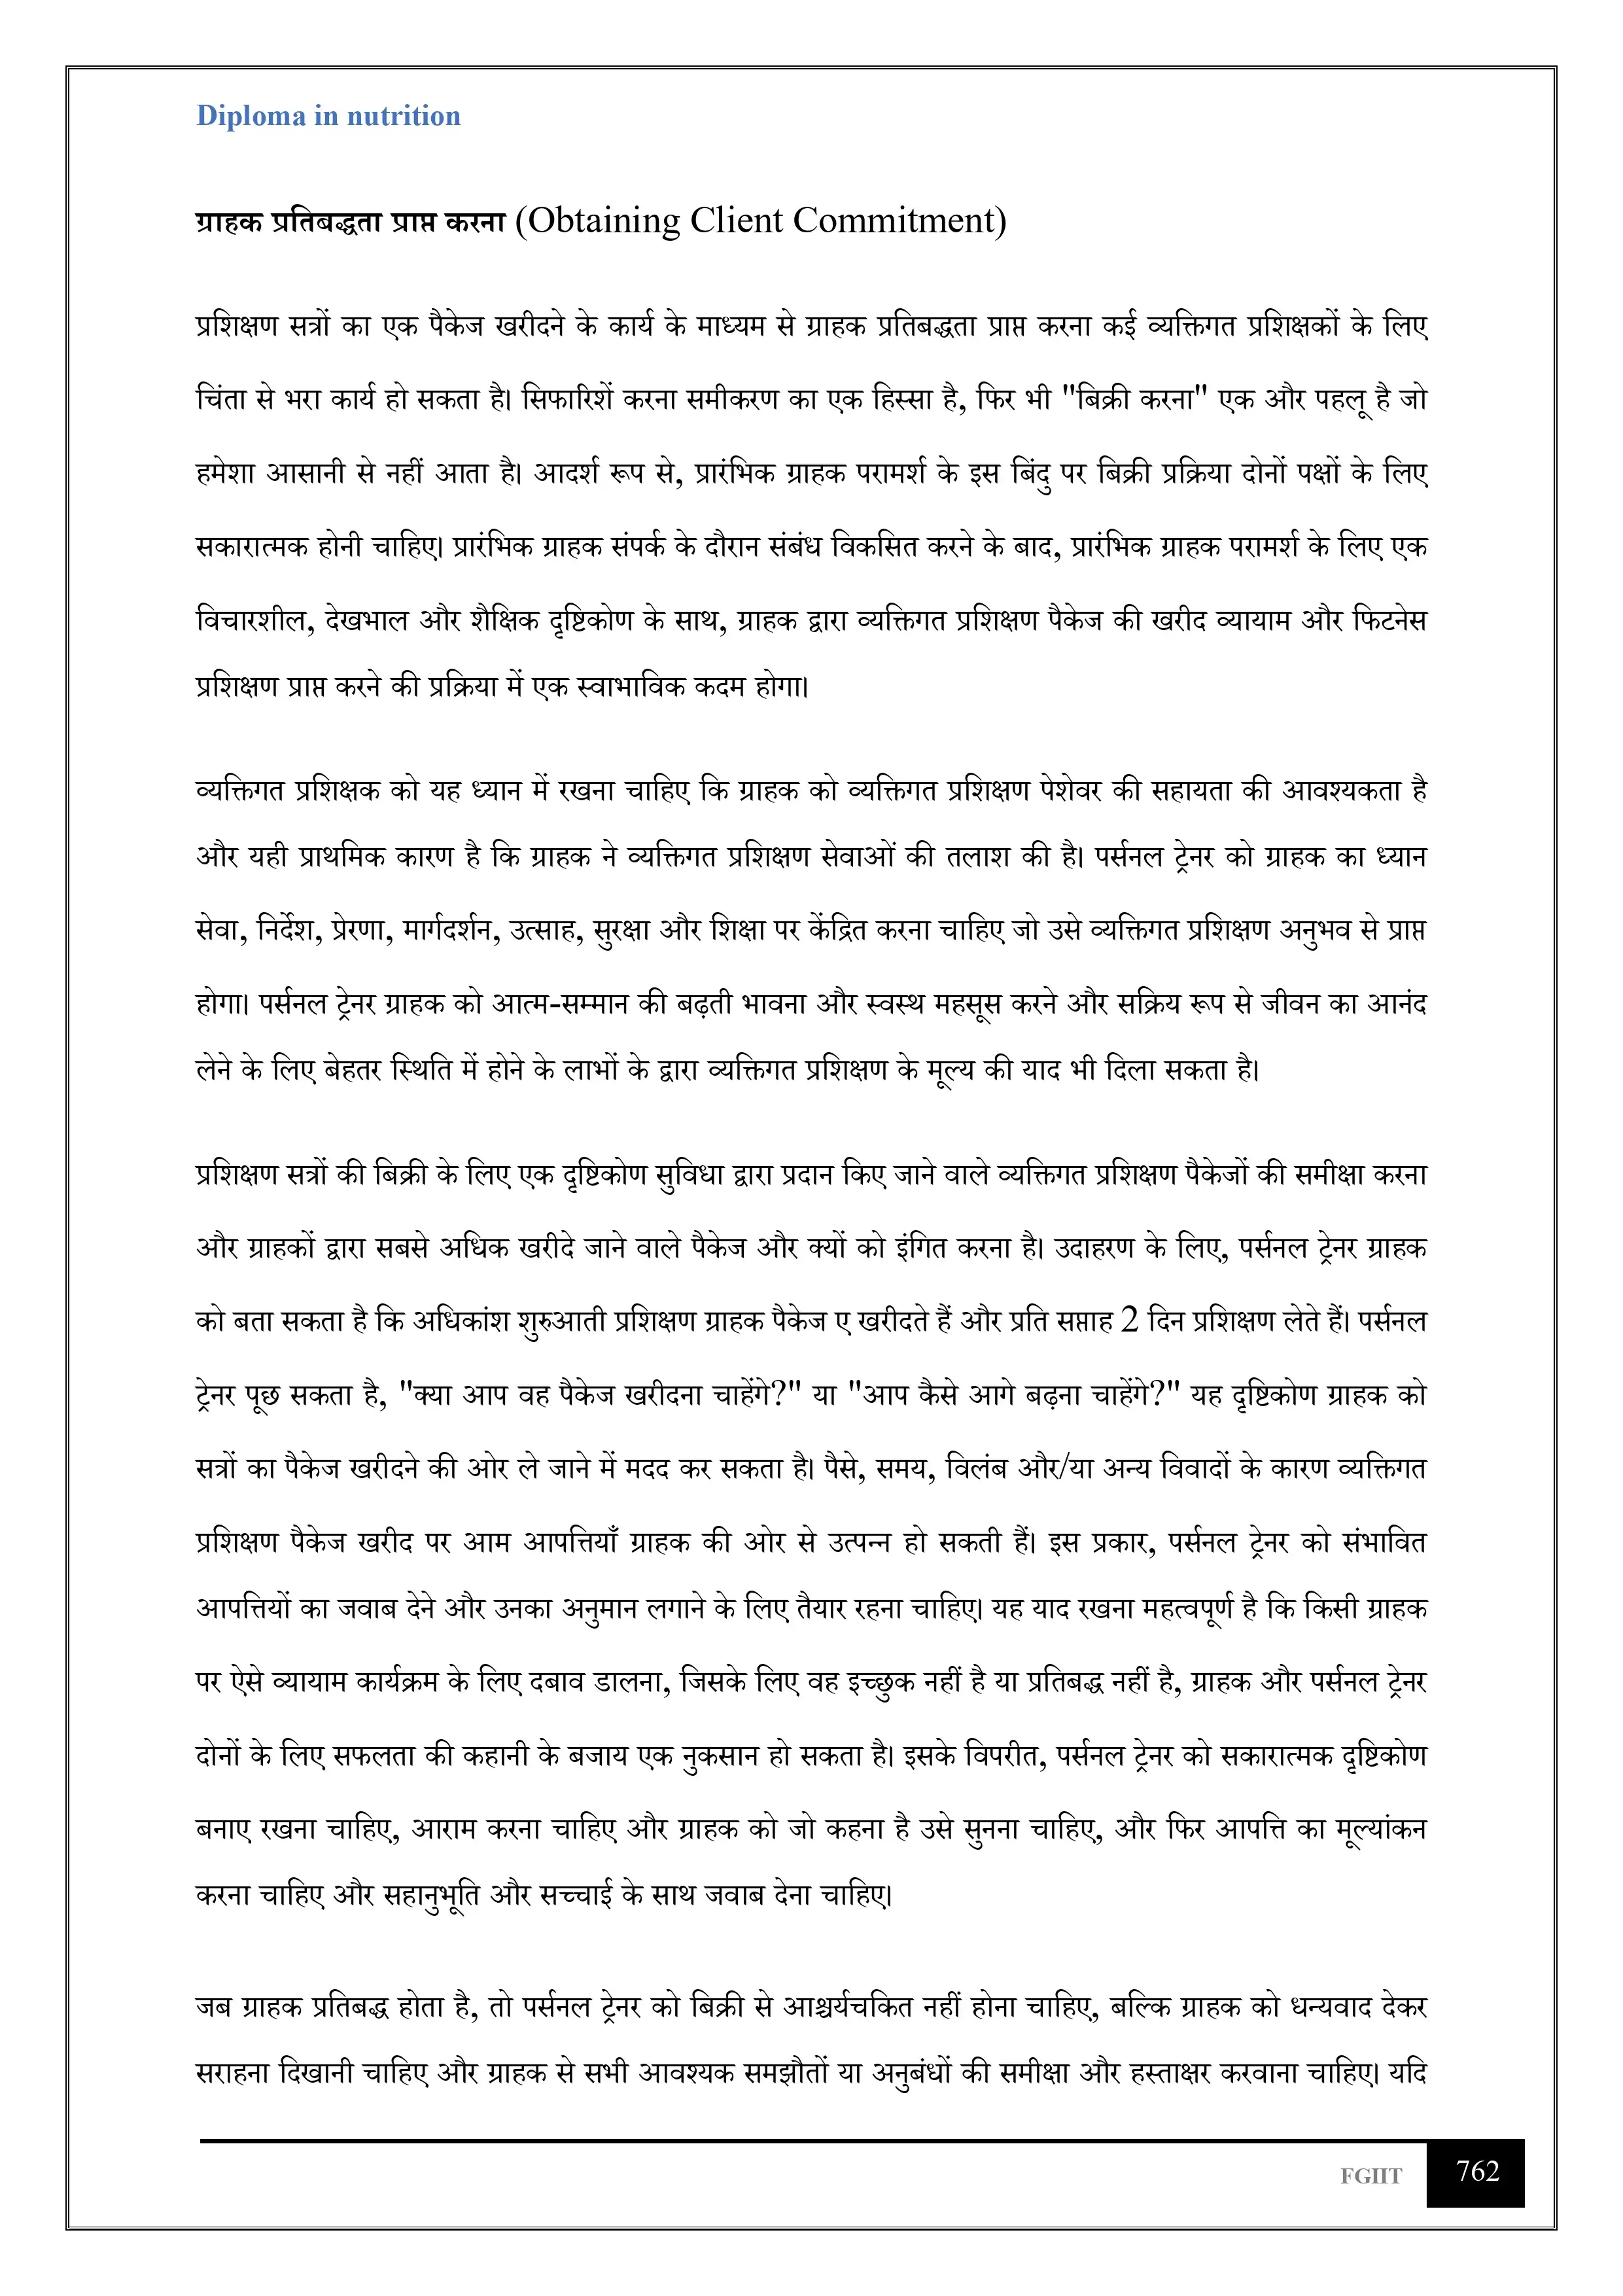 Diploma in nutrition
ग्राहक प्रतिबद्धता प्राप्त करना (Obtaining Client Commitment)
प्रशिक्षण सत्रों का एक पैकेज खरीदने के कार्य के माध्यम से ग्राहक प्रतिबद्धता प्राप्त करना कई व्यक्तिगत प्रशिक्षकों के लिए
चिंता से भरा कार्य हो सकता है। सिफारिशें करना समीकरण का एक हिस्सा है, फिर भी "बिक्री करना" एक और पहलू है जो
हमेशा आसानी से नहीं आता है। आदर्श रूप से, प्रारंभिक ग्राहक परामर्श के इस बिंदु पर बिक्री प्रक्रिया दोनों पक्षों के लिए
सकारात्मक होनी चाहिए। प्रारंभिक ग्राहक संपर्क के दौरान संबंध विकसित करने के बाद, प्रारंभिक ग्राहक परामर्श के लिए एक
विचारशील, देखभाल और शैक्षिक दृष्टिकोण के साथ, ग्राहक द्वारा व्यक्तिगत प्रशिक्षण पैकेज की खरीद व्यायाम और फिटनेस
प्रशिक्षण प्राप्त करने की प्रक्रिया में एक स्वाभाविक कदम होगा।
व्यक्तिगत प्रशिक्षक को यह ध्यान में रखना चाहिए कि ग्राहक को व्यक्तिगत प्रशिक्षण पेशेवर की सहायता की आवश्यकता है
और यही प्राथमिक कारण है कि ग्राहक ने व्यक्तिगत प्रशिक्षण सेवाओं की तलाश की है। पर्सनल ट्रेनर को ग्राहक का ध्यान
सेवा, निर्देश, प्रेरणा, मार्गदर्शन, उत्साह, सुरक्षा और शिक्षा पर केंद्रित करना चाहिए जो उसे व्यक्तिगत प्रशिक्षण अनुभव से प्राप्त
होगा। पर्सनल ट्रेनर ग्राहक को आत्म-सम्मान की बढ़ती भावना और स्वस्थ महसूस करने और सक्रिय रूप से जीवन का आनंद
लेने के लिए बेहतर स्थिति में होने के लाभों के द्वारा व्यक्तिगत प्रशिक्षण के मूल्य की याद भी दिला सकता है।
प्रशिक्षण सत्रों की बिक्री के लिए एक दृष्टिकोण सुविधा द्वारा प्रदान किए जाने वाले व्यक्तिगत प्रशिक्षण पैकेजों की समीक्षा करना
और ग्राहकों द्वारा सबसे अधिक खरीदे जाने वाले पैकेज और क्यों को इंगित करना है। उदाहरण के लिए, पर्सनल ट्रेनर ग्राहक
को बता सकता है कि अधिकांश शुरुआती प्रशिक्षण ग्राहक पैकेज ए खरीदते हैं और प्रति सप्ताह 2 दिन प्रशिक्षण लेते हैं। पर्सनल
ट्रेनर पूछ सकता है, "क्या आप वह पैकेज खरीदना चाहेंगे?" या "आप कैसे आगे बढ़ना चाहेंगे?" यह दृष्टिकोण ग्राहक को
सत्रों का पैकेज खरीदने की ओर ले जाने में मदद कर सकता है। पैसे, समय, विलंब और/या अन्य विवादों के कारण व्यक्तिगत
प्रशिक्षण पैकेज खरीद पर आम आपत्तियाँ ग्राहक की ओर से उत्पन्न हो सकती हैं। इस प्रकार, पर्सनल ट्रेनर को संभावित
आपत्तियों का जवाब देने और उनका अनुमान लगाने के लिए तैयार रहना चाहिए। यह याद रखना महत्वपूर्ण है कि किसी ग्राहक
पर ऐसे व्यायाम कार्यक्रम के लिए दबाव डालना, जिसके लिए वह इच्छुक नहीं है या प्रतिबद्ध नहीं है, ग्राहक और पर्सनल ट्रेनर
दोनों के लिए सफलता की कहानी के बजाय एक नुकसान हो सकता है। इसके विपरीत, पर्सनल ट्रेनर को सकारात्मक दृष्टिकोण
बनाए रखना चाहिए, आराम करना चाहिए और ग्राहक को जो कहना है उसे सुनना चाहिए, और फिर आपत्ति का मूल्यांकन
करना चाहिए और सहानुभूति और सच्चाई के साथ जवाब देना चाहिए।
जब ग्राहक प्रतिबद्ध होता है, तो पर्सनल ट्रेनर को बिक्री से आश्चर्यचकित नहीं होना चाहिए, बल्कि ग्राहक को धन्यवाद देकर
सराहना दिखानी चाहिए और ग्राहक से सभी आवश्यक समझौतों या अनुबंधों की समीक्षा और हस्ताक्षर करवाना चाहिए। यदि
FGIIT 762